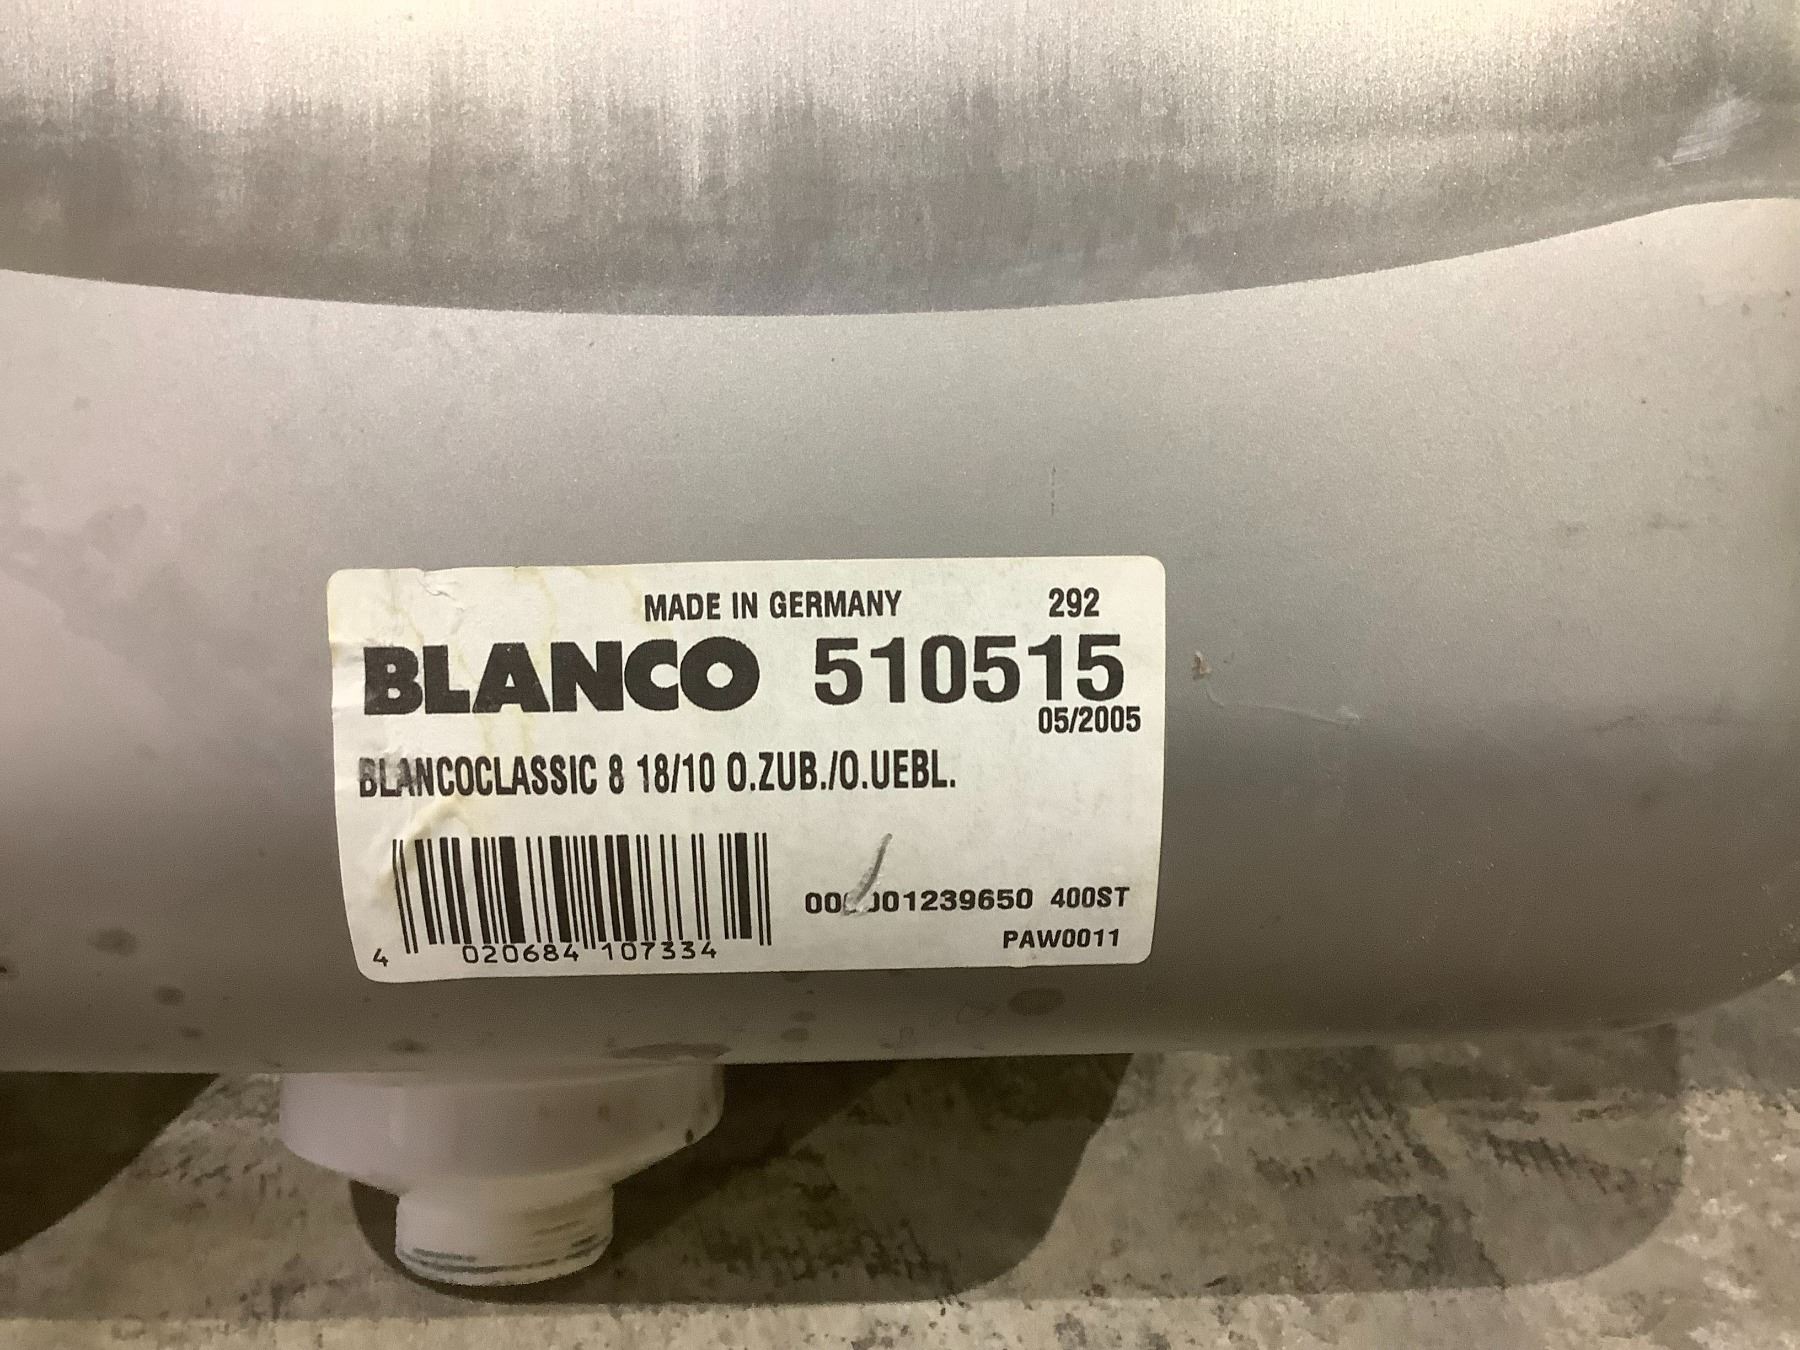 MADE IN GERMANY 292
BLANCO 510515
05/2005
BLANCOCLASSIC 8 18/10 O.ZUB./O.UEBL.
400ST
PAW0011
4 020684 107334